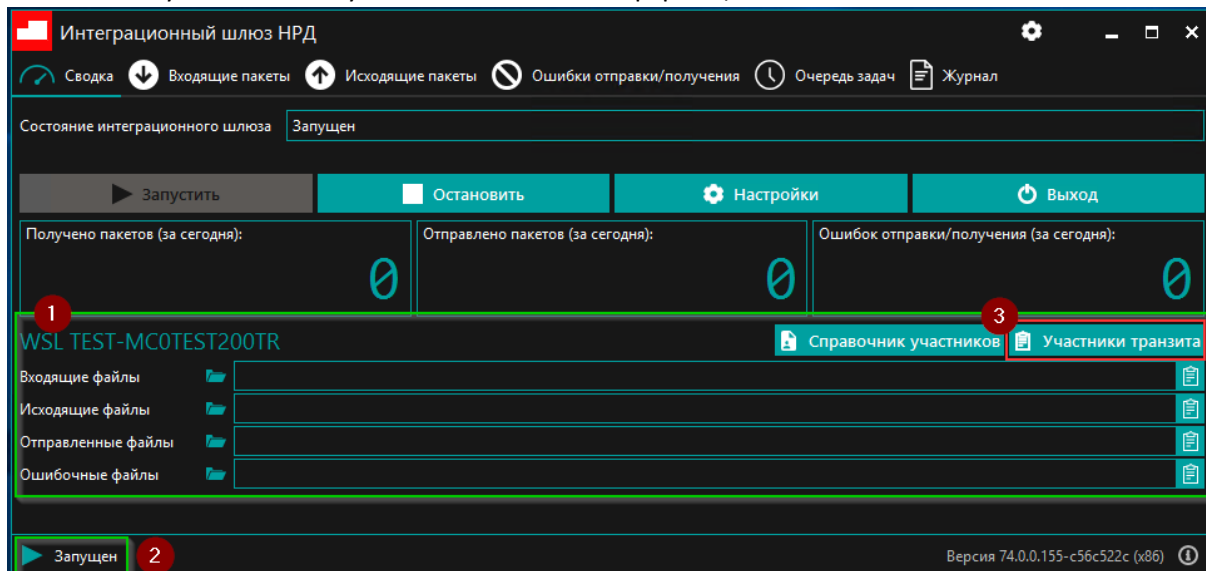 Интеграционный шлюз НРД
Сводка Входящие пакеты Исходящие пакеты Ошибки отправки/получения Очередь задач Журнал
Состояние интеграционного шлюза Запущен
Запустить Остановить Настройки Выход
Получено пакетов (за сегодня): Отправлено пакетов (за сегодня): Ошибок отправки/получения (за сегодня):
0 0 0
1 3
WSL TEST-MC0TEST200TR Справочник участников Участники транзита
Входящие файлы
Исходящие файлы
Отправленные файлы
Ошибочные файлы
Запущен 2 Версия 74.0.0.155-c56c522c (x86)